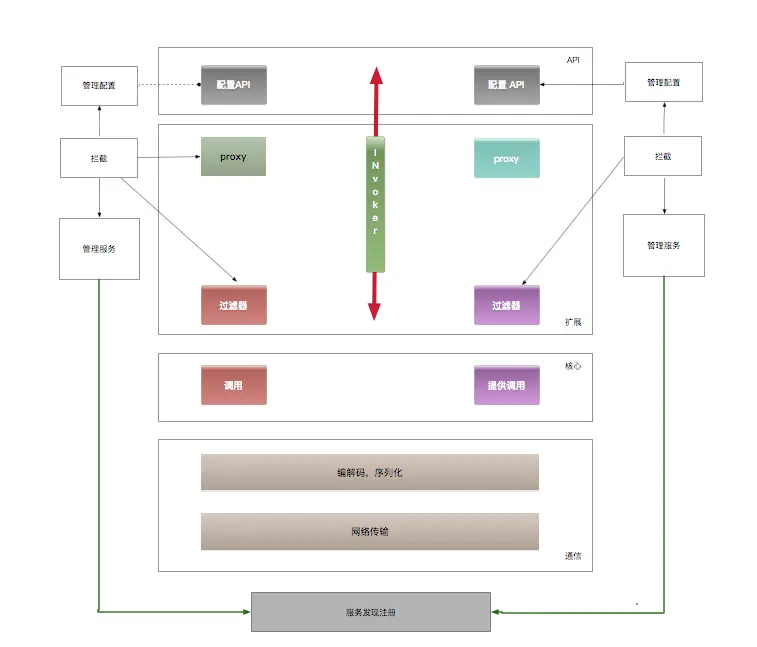 API
管理配置
配置API
配置 API
管理配置
拦截
proxy
INvoker
proxy
拦截
管理服务
管理服务
过滤器
过滤器
扩展
核心
调用
提供调用
编解码，序列化
网络传输
通信
服务发现注册